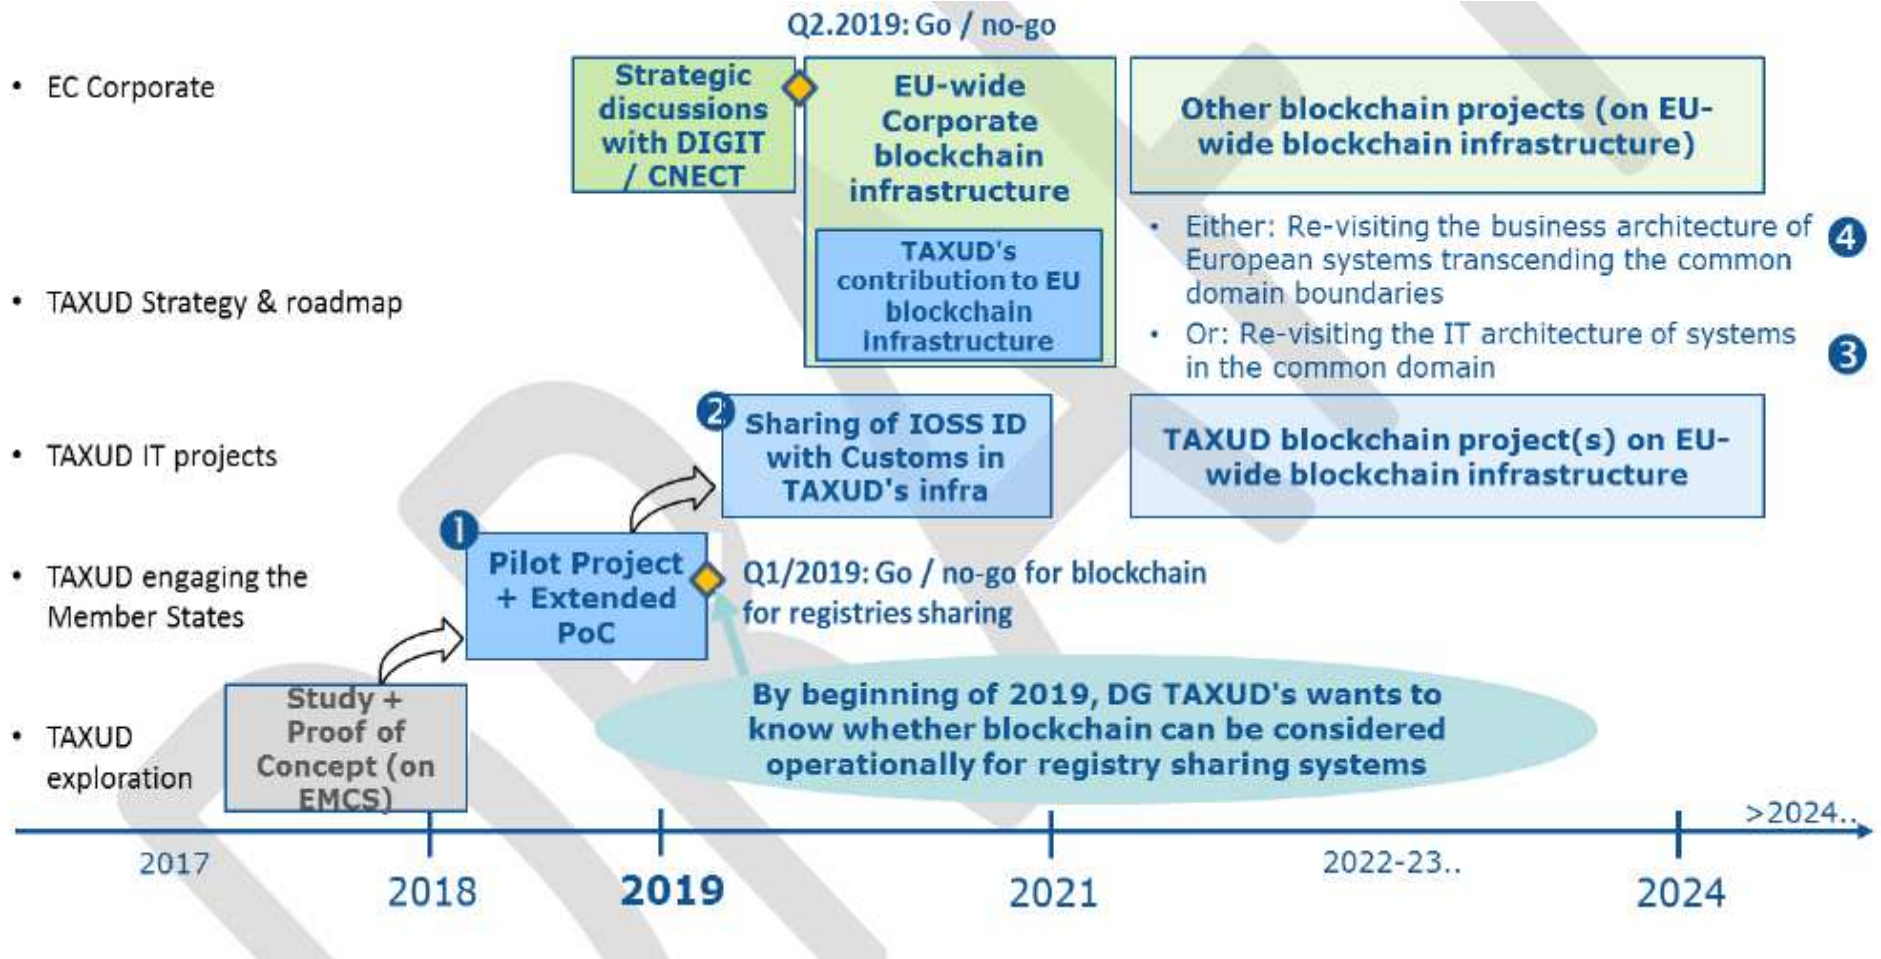 Q2.2019: Go / no-go
• EC Corporate
Strategic
discussions
with DIGIT
/ CNECT
EU-wide
Corporate
blockchain
infrastructure
Other blockchain projects (on EU-
wide blockchain infrastructure)
• TAXUD Strategy & roadmap
TAXUD's
contribution to EU
blockchain
infrastructure
• Either: Re-visiting the business architecture of
European systems transcending the common
domain boundaries
4
• Or: Re-visiting the IT architecture of systems
in the common domain
3
• TAXUD IT projects
2
Sharing of IOSS ID
with Customs in
TAXUD's infra
TAXUD blockchain project(s) on EU-
wide blockchain infrastructure
• TAXUD engaging the
Member States
1
Pilot Project
+ Extended
PoC
Q1/2019: Go / no-go for blockchain
for registries sharing
• TAXUD
exploration
Study +
Proof of
Concept (on
EMCS)
By beginning of 2019, DG TAXUD's wants to
know whether blockchain can be considered
operationally for registry sharing systems
>2024..
2017
2018
2019
2021
2022-23..
2024
DRAFT